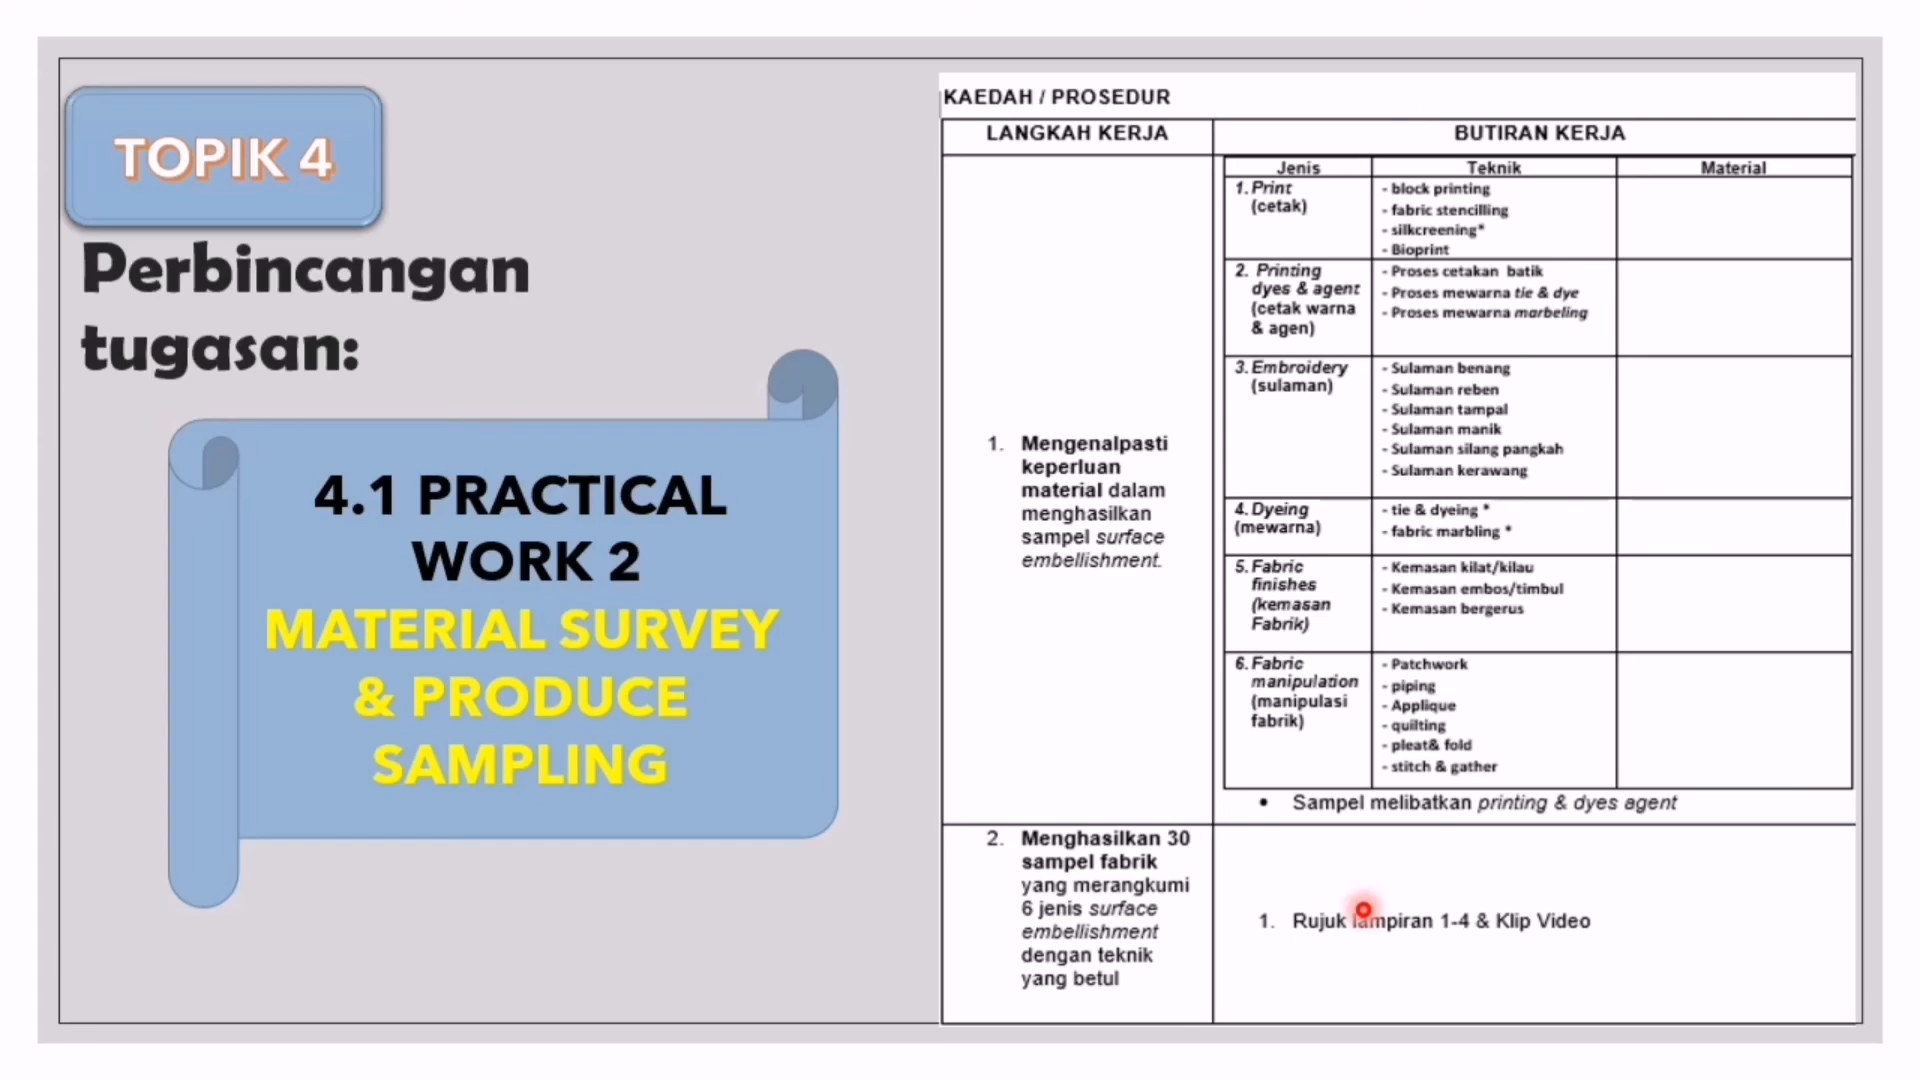 TOPIK 4
Perbincangan
tugasan:
4.1 PRACTICAL
WORK 2
MATERIAL SURVEY
& PRODUCE
SAMPLING
KAEDAH / PROSEDUR
LANGKAH KERJA
BUTIRAN KERJA
1. Mengenalpasti
keperluan
material dalam
menghasilkan
sampel surface
embellishment.
Jenis
Teknik
Material
1. Print
(cetak)
- block printing
- fabric stencilling
- silkcreening*
- Bioprint
2. Printing
dyes & agent
(cetak warna
& agen)
- Proses cetakan batik
- Proses mewarna tie & dye
- Proses mewarna marbeling
3. Embroidery
(sulaman)
- Sulaman benang
- Sulaman reben
- Sulaman tampal
- Sulaman manik
- Sulaman silang pangkah
- Sulaman kerawang
4. Dyeing
(mewarna)
- tie & dyeing *
- fabric marbling *
5. Fabric
finishes
(kemasan
Fabrik)
- Kemasan kilat/kilau
- Kemasan embos/timbul
- Kemasan bergerus
6. Fabric
manipulation
(manipulasi
fabrik)
- Patchwork
- piping
- Applique
- quilting
- pleat& fold
- stitch & gather
• Sampel melibatkan printing & dyes agent
2. Menghasilkan 30
sampel fabrik
yang merangkumi
6 jenis surface
embellishment
dengan teknik
yang betul
1. Rujuk lampiran 1-4 & Klip Video